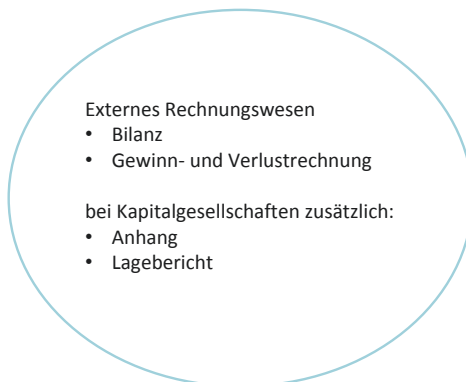 Externes Rechnungswesen
• Bilanz
• Gewinn- und Verlustrechnung
bei Kapitalgesellschaften zusätzlich:
• Anhang
• Lagebericht